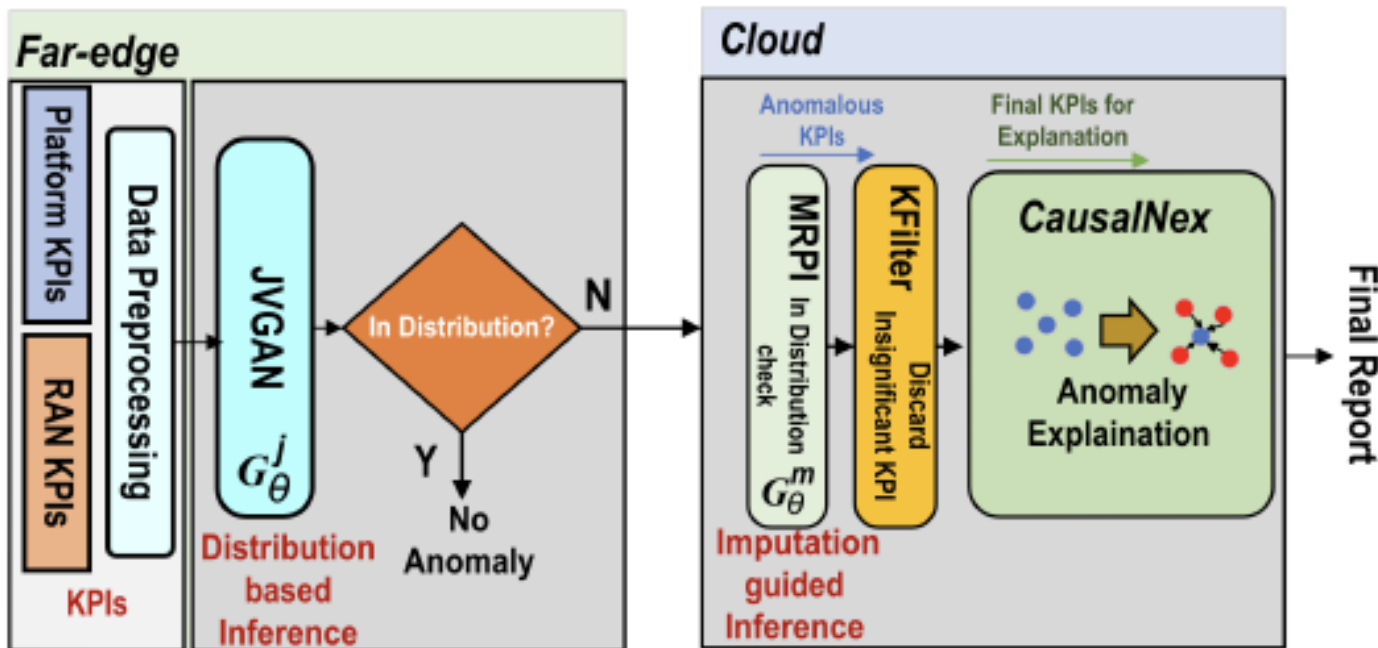 Far-edge
Platform KPIs
RAN KPIs
Data Preprocessing
KPIs
JVGAN
G_θ^j
Distribution
based
Inference
In Distribution?
Y
No
Anomaly
N
Cloud
Anomalous
KPIs
Final KPIs for
Explanation
MRPI
In Distribution
check
G_θ^m
Imputation
guided
Inference
KFilter
Discard
Insignificant KPI
CausalNex
Anomaly
Explaination
Final Report